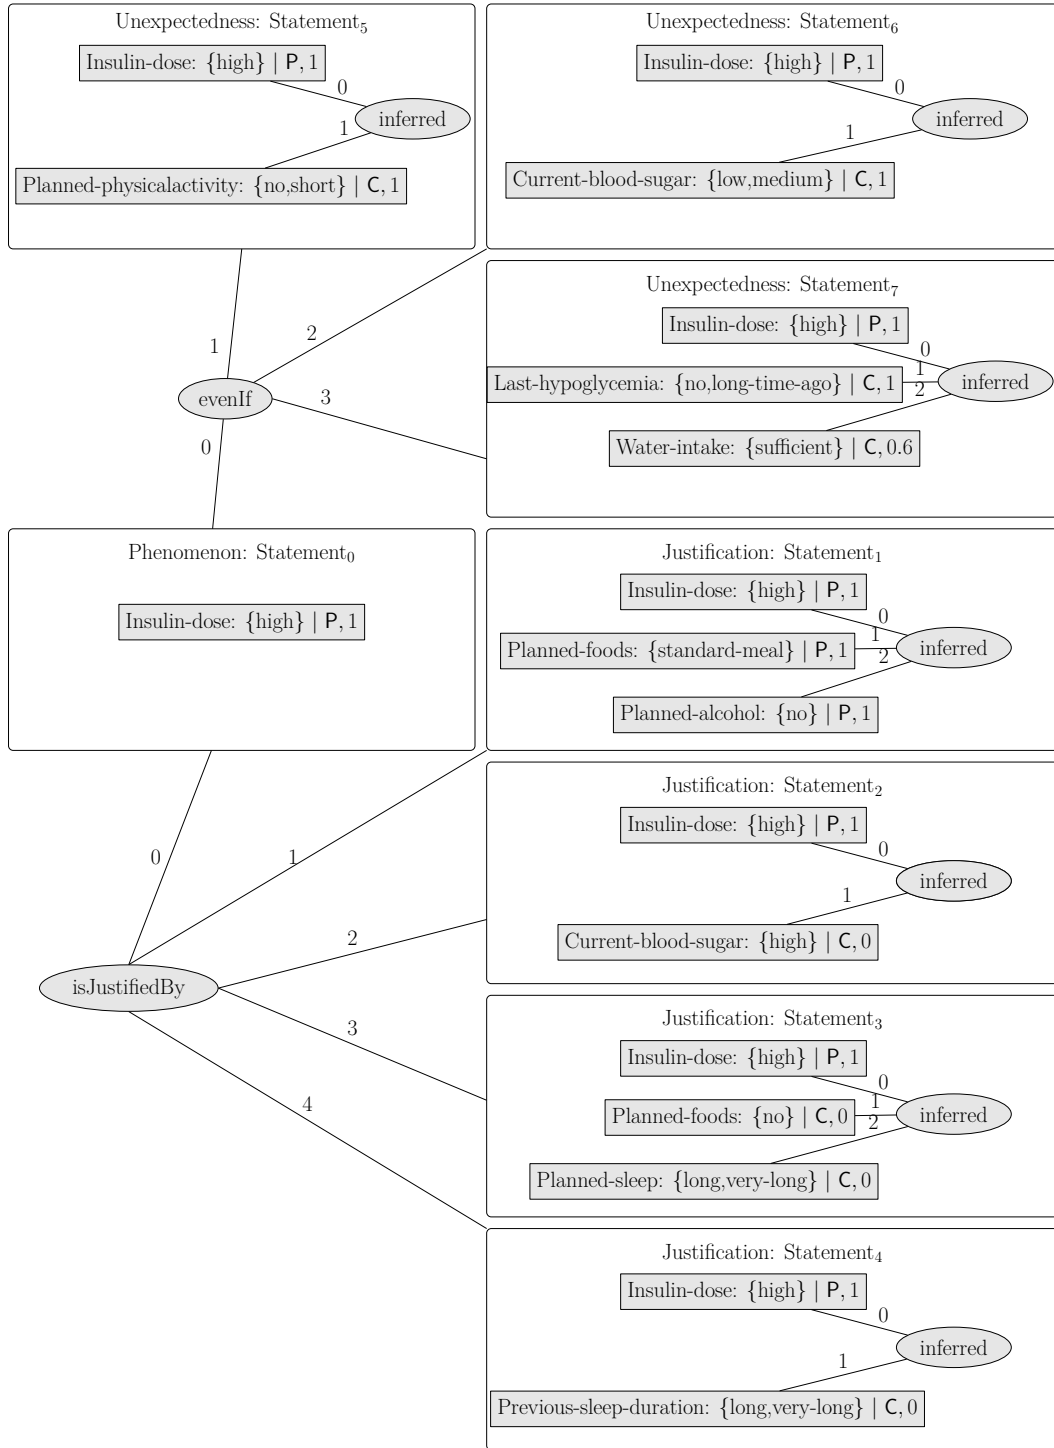 Unexpectedness: Statement₅
Insulin-dose: {high} | P, 1
0
inferred
1
Planned-physicalactivity: {no,short} | C, 1
Unexpectedness: Statement₆
Insulin-dose: {high} | P, 1
0
inferred
1
Current-blood-sugar: {low,medium} | C, 1
Unexpectedness: Statement₇
Insulin-dose: {high} | P, 1
0
Last-hypoglycemia: {no,long-time-ago} | C, 1
1
inferred
2
Water-intake: {sufficient} | C, 0.6
1
2
evenIf
3
0
Phenomenon: Statement₀
Insulin-dose: {high} | P, 1
Justification: Statement₁
Insulin-dose: {high} | P, 1
0
Planned-foods: {standard-meal} | P, 1
1
inferred
2
Planned-alcohol: {no} | P, 1
0
1
2
isJustifiedBy
3
4
Justification: Statement₂
Insulin-dose: {high} | P, 1
0
inferred
1
Current-blood-sugar: {high} | C, 0
Justification: Statement₃
Insulin-dose: {high} | P, 1
0
Planned-foods: {no} | C, 0
1
inferred
2
Planned-sleep: {long,very-long} | C, 0
Justification: Statement₄
Insulin-dose: {high} | P, 1
0
inferred
1
Previous-sleep-duration: {long,very-long} | C, 0